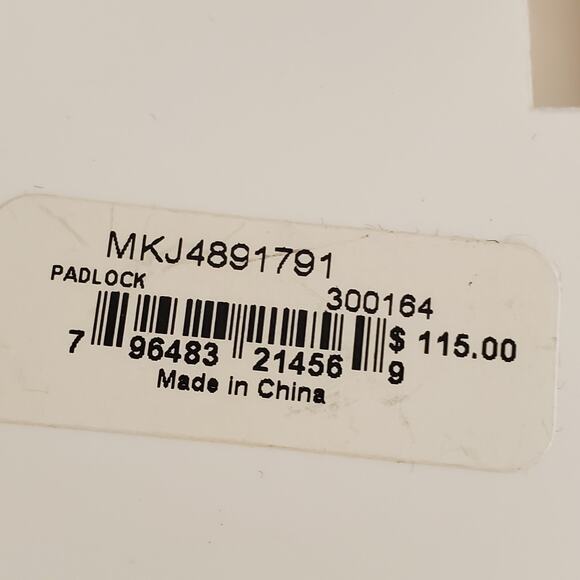 MKJ4891791
PADLOCK
300164
$ 115.00
7 96483 21456 9
Made in China